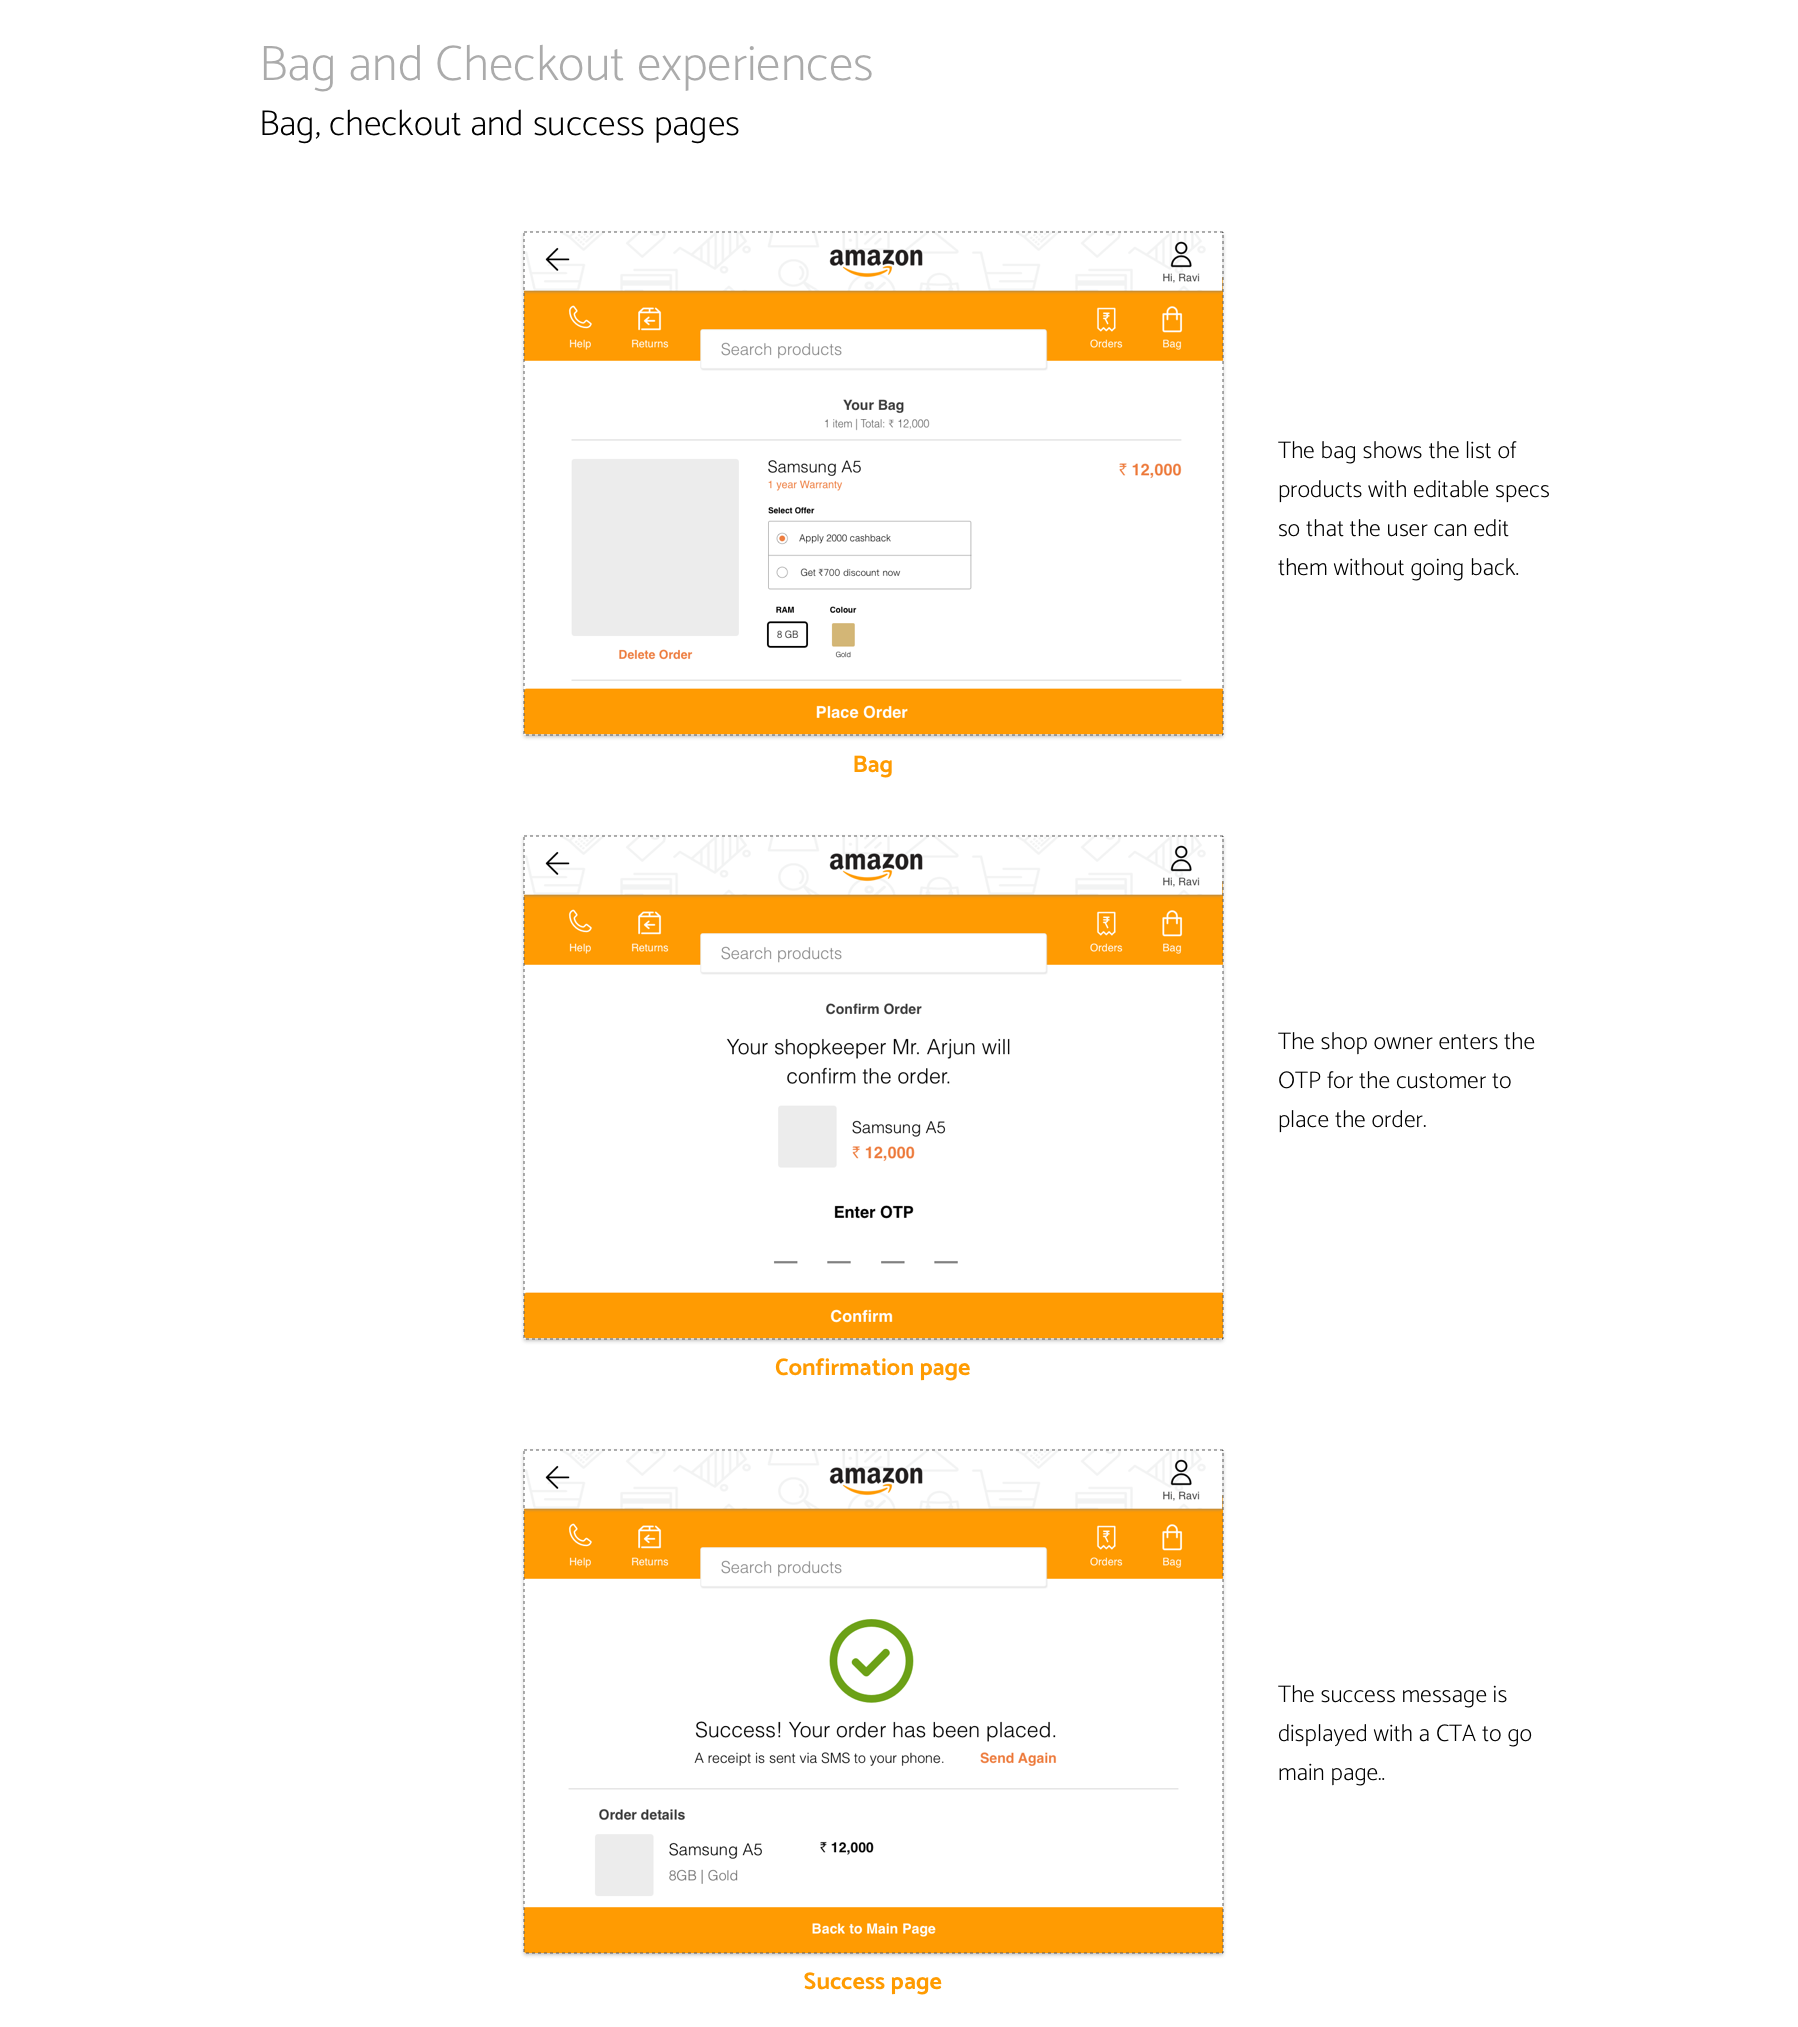 Bag and Checkout experiences
Bag, checkout and success pages
amazon
Hi, Ravi
Help
Returns
Search products
Orders
Bag
Your Bag
1 item | Total: ₹ 12,000
Samsung A5
₹ 12,000
1 year Warranty
Select Offer
Apply 2000 cashback
Get ₹700 discount now
RAM
Colour
8 GB
Gold
Delete Order
Place Order
Bag
The bag shows the list of
products with editable specs
so that the user can edit
them without going back.
amazon
Hi, Ravi
Help
Returns
Search products
Orders
Bag
Confirm Order
Your shopkeeper Mr. Arjun will
confirm the order.
Samsung A5
₹ 12,000
Enter OTP
Confirm
Confirmation page
The shop owner enters the
OTP for the customer to
place the order.
amazon
Hi, Ravi
Help
Returns
Search products
Orders
Bag
Success! Your order has been placed.
A receipt is sent via SMS to your phone. Send Again
Order details
Samsung A5
₹ 12,000
8GB | Gold
Back to Main Page
Success page
The success message is
displayed with a CTA to go
main page..